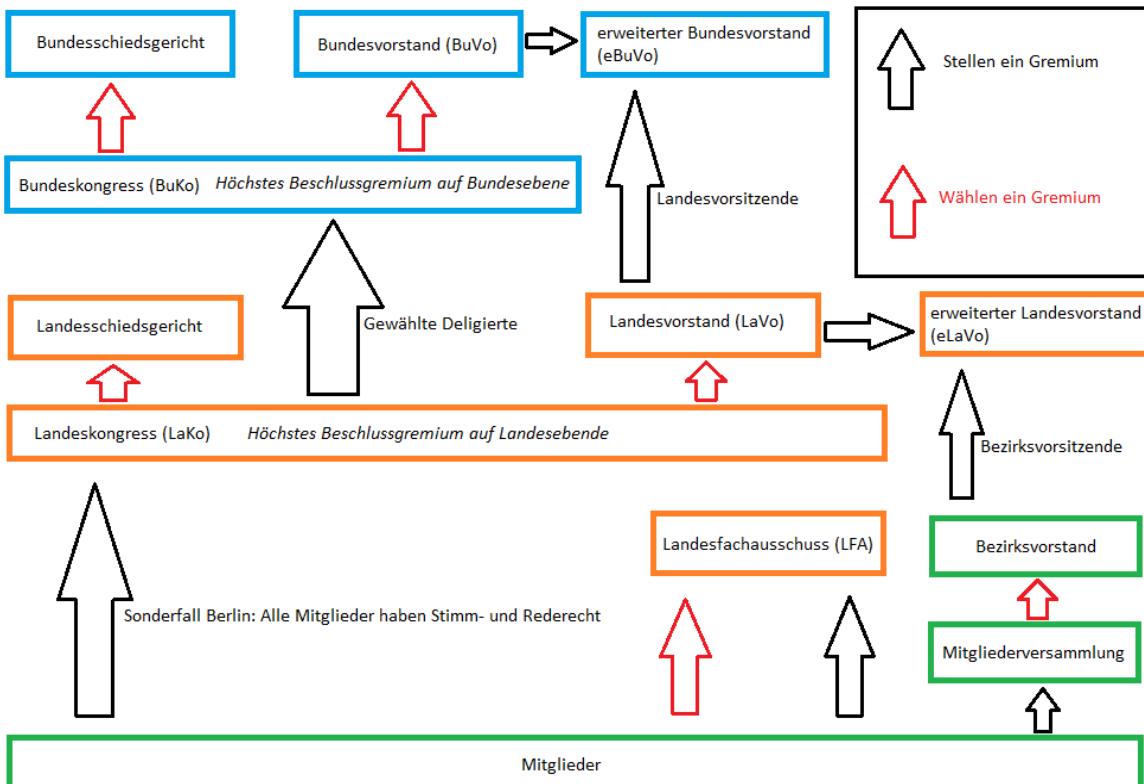 Bundesschiedsgericht
Bundesvorstand (BuVo)
erweiterter Bundesvorstand
(eBuVo)
Stellen ein Gremium
Bundeskongress (BuKo) Höchstes Beschlussgremium auf Bundesebene
Landesvorsitzende
Wählen ein Gremium
Landesschiedsgericht
Gewählte Deligierte
Landesvorstand (LaVo)
erweiterter Landesvorstand
(eLaVo)
Landeskongress (LaKo) Höchstes Beschlussgremium auf Landesebende
Bezirksvorsitzende
Landesfachausschuss (LFA)
Bezirksvorstand
Sonderfall Berlin: Alle Mitglieder haben Stimm- und Rederecht
Mitgliederversammlung
Mitglieder